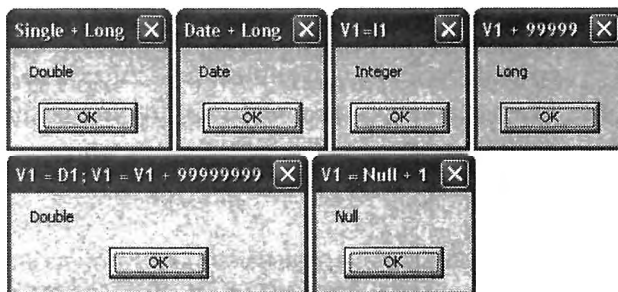 Single + Long
Double
OK
Date + Long
Date
OK
V1=I1
Integer
OK
V1 + 99999
Long
OK
V1 = D1; V1 = V1 + 99999999
Double
OK
V1 = Null + 1
Null
OK